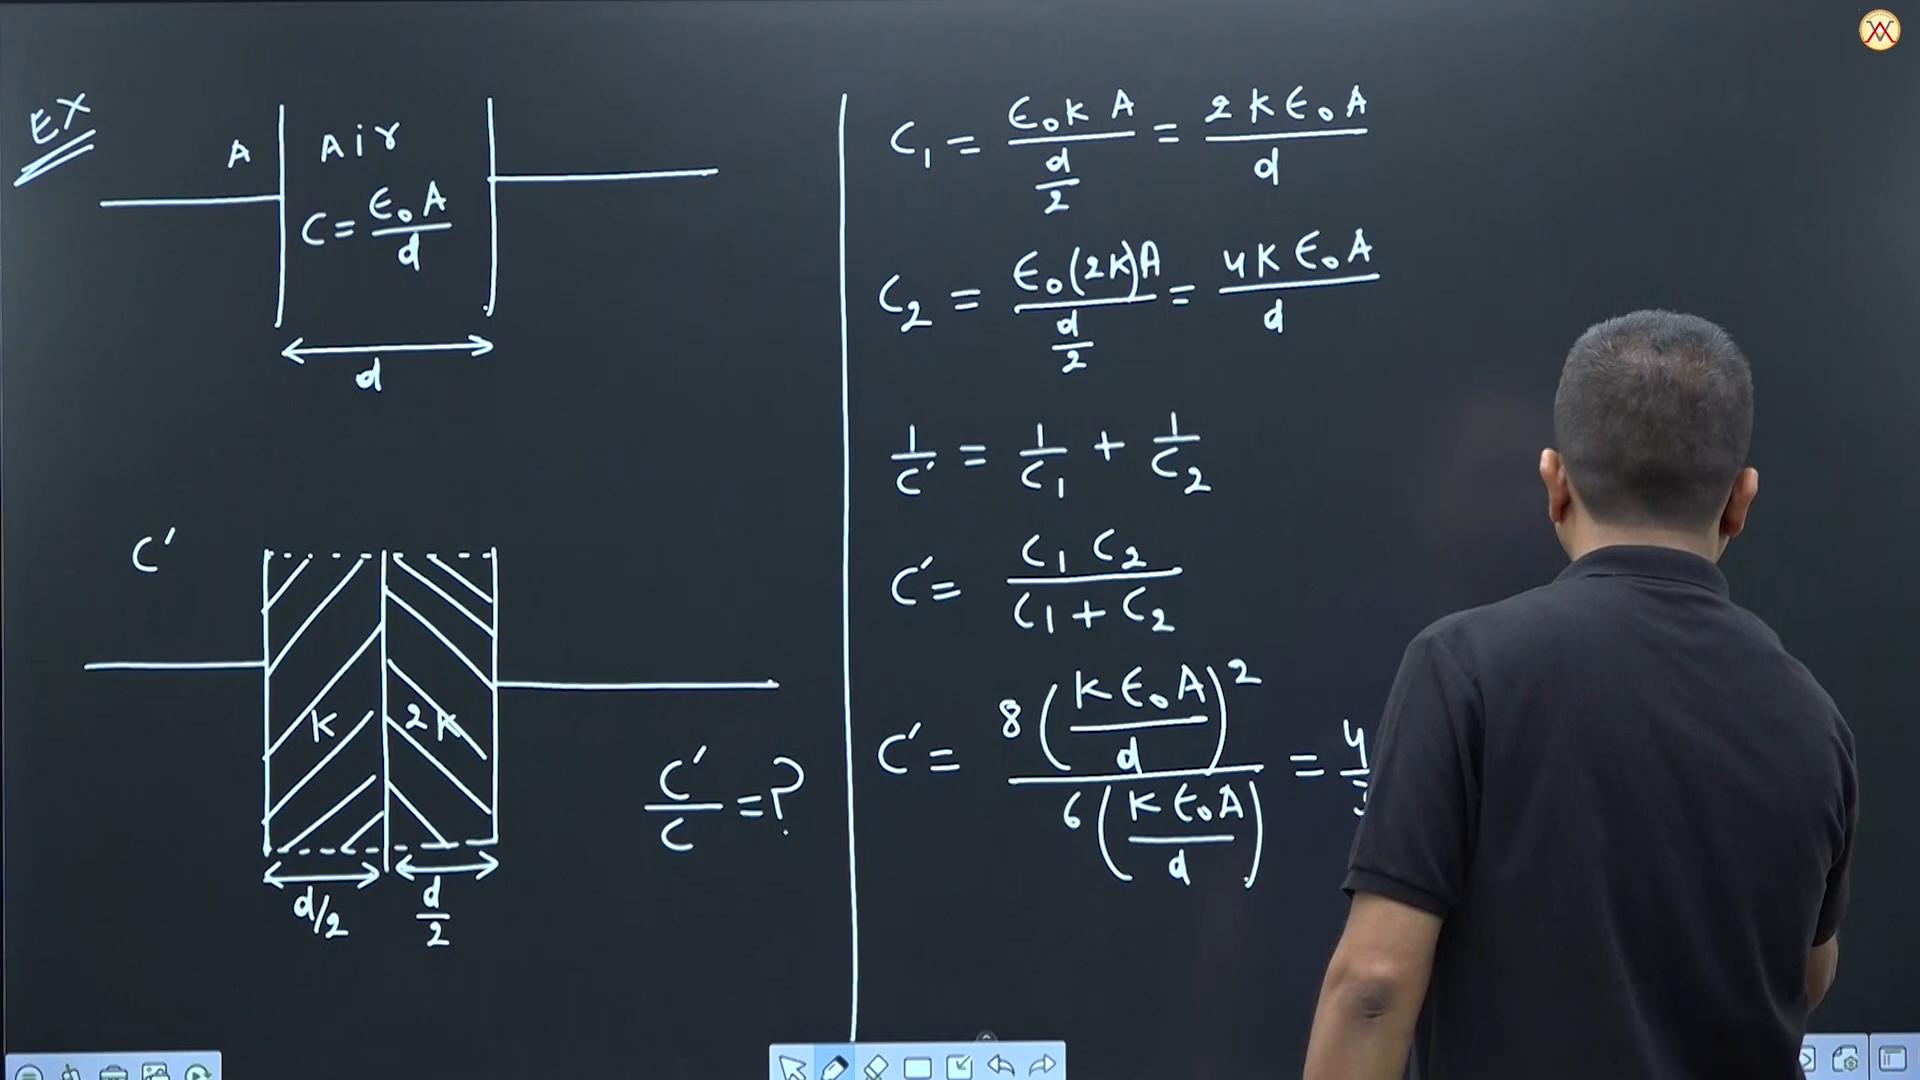 EX
A Air
C = ε₀A/d
d
C'
K 2K
d/2 d/2
C'/C = ?
C₁ = ε₀KA/(d/2) = 2Kε₀A/d
C₂ = ε₀(2K)A/(d/2) = 4Kε₀A/d
1/C' = 1/C₁ + 1/C₂
C' = C₁C₂/(C₁+C₂)
C' = 8(Kε₀A/d)²/6(Kε₀A/d) = 4/